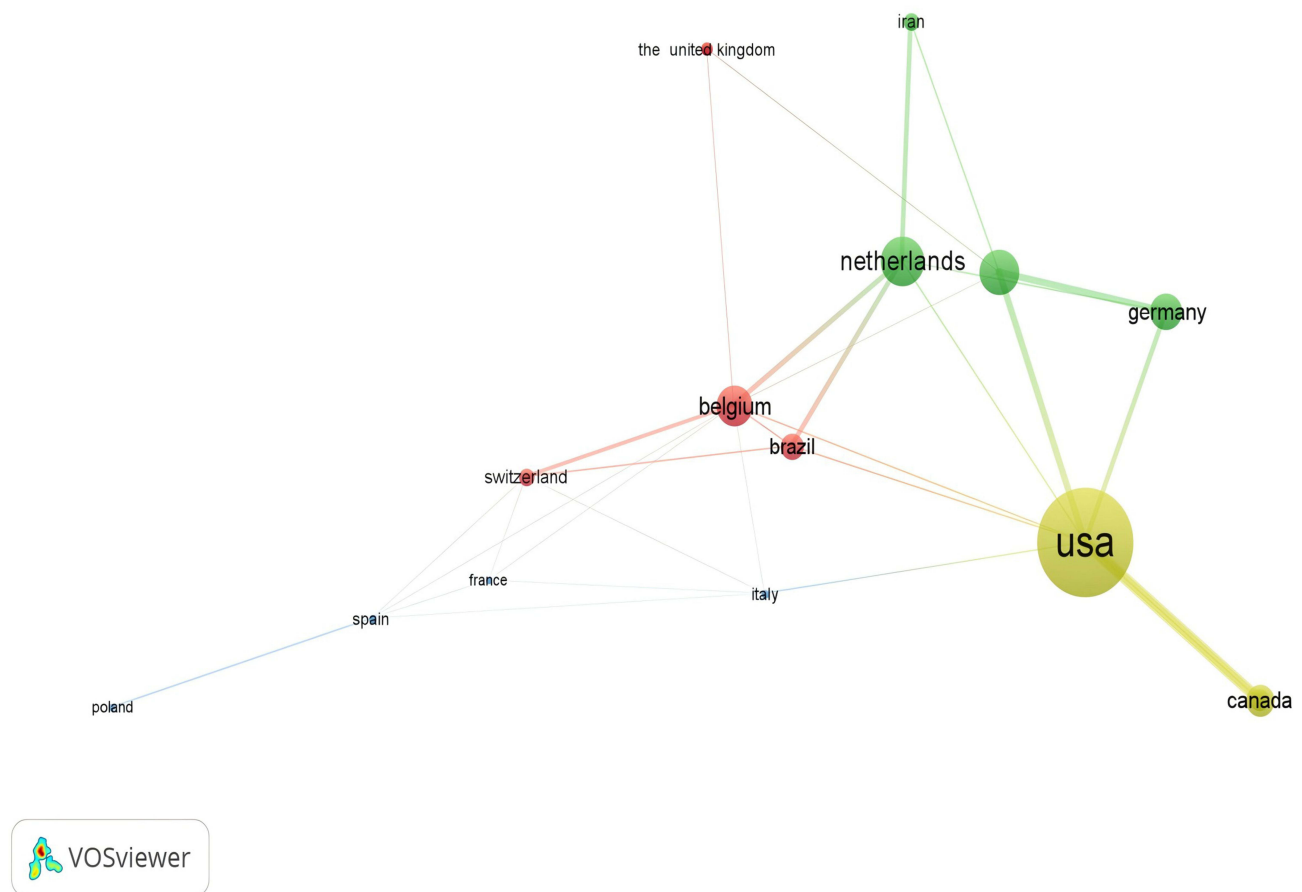 iran
the  united kingdom
netherlands
germany
belgium
brazil
switzerland
usa
france
italy
spain
canada
poland
VOSviewer